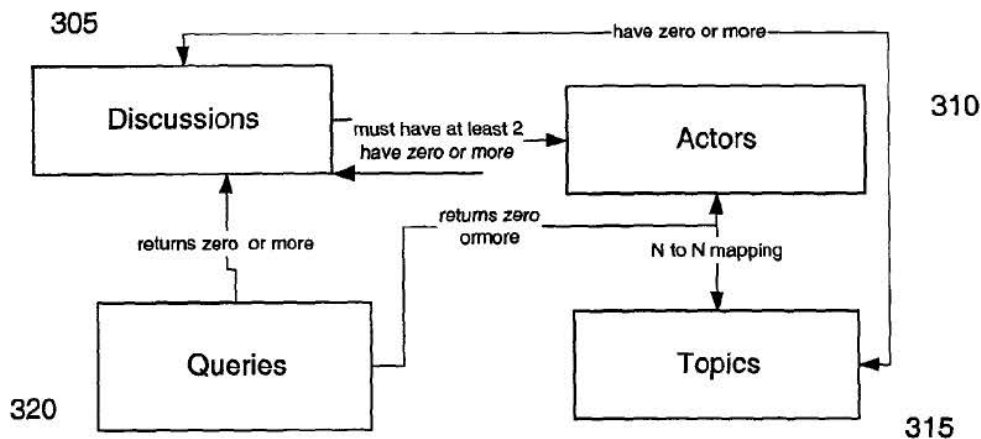 305
have zero or more
310
Discussions
must have at least 2
have zero or more
Actors
returns zero
ormore
returns zero or more
N to N mapping
Queries
Topics
320
315